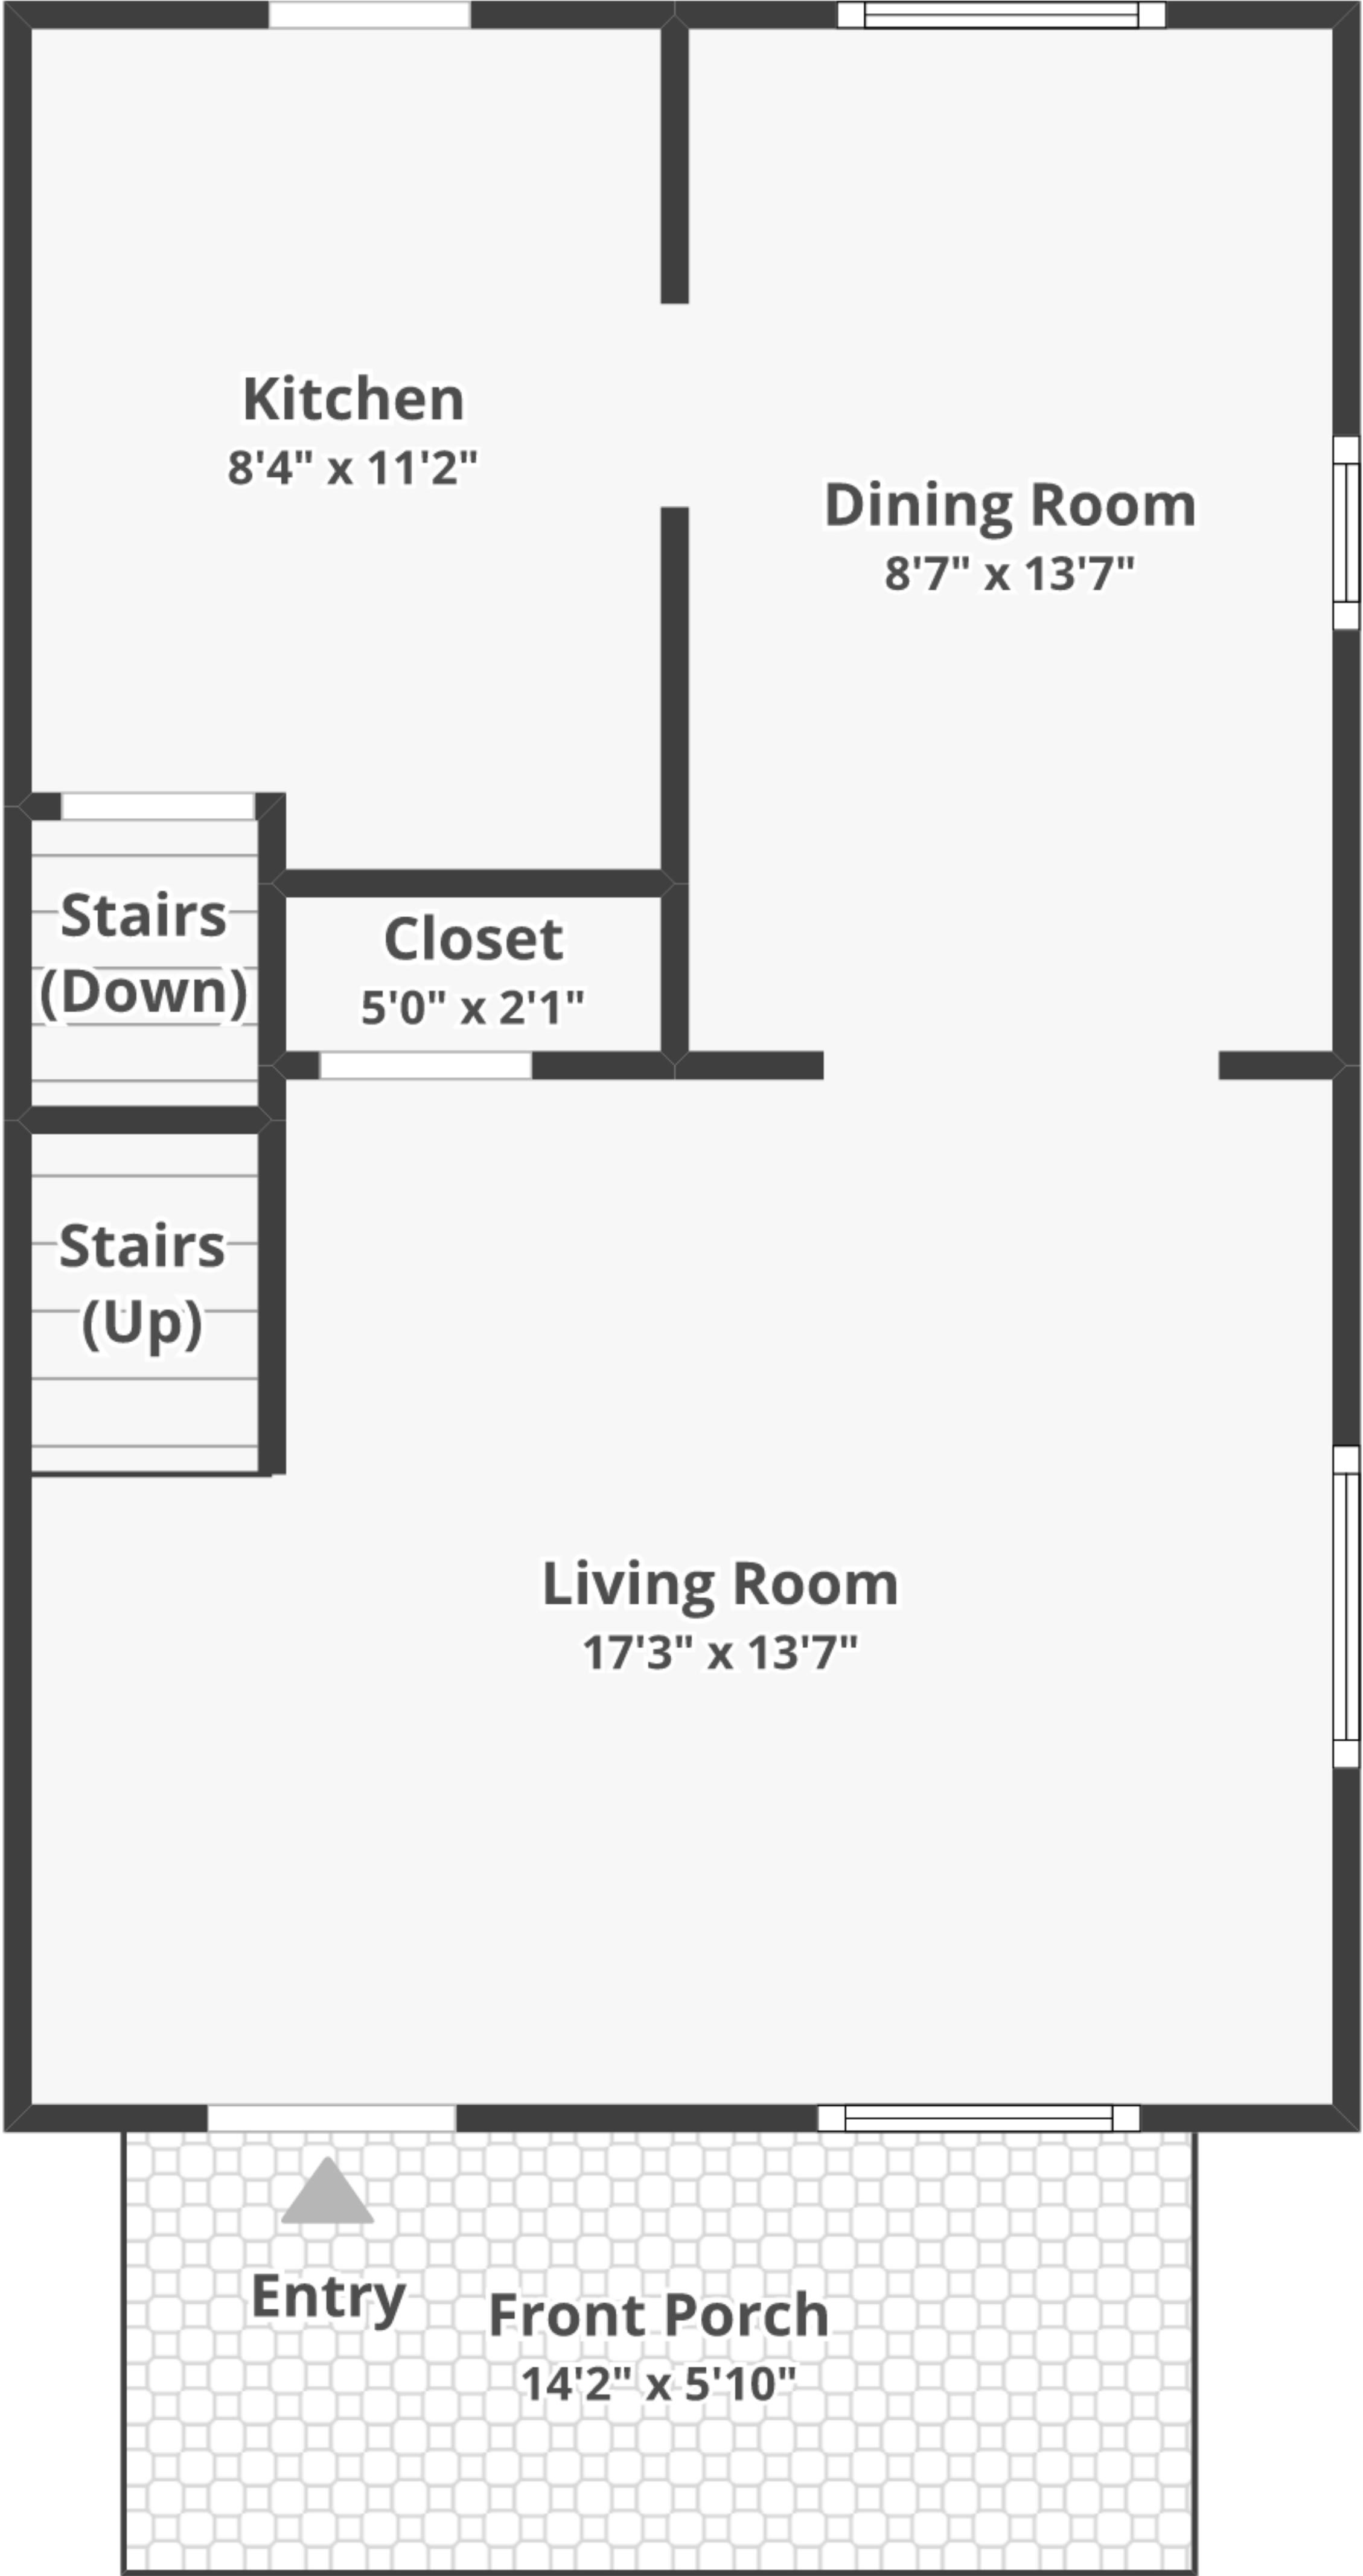 Kitchen
8'4" x 11'2"
Dining Room
8'7" x 13'7"
Stairs
(Down)
Closet
5'0" x 2'1"
Stairs
(Up)
Living Room
17'3" x 13'7"
Entry
Front Porch
14'2" x 5'10"